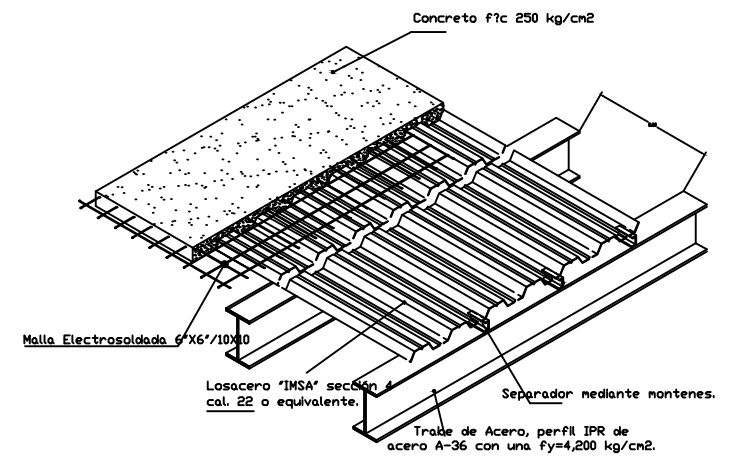 Concreto f?c 250 kg/cm2
Malla Electrosoldada 6"X6"/10X10
Losacero "IMSA" sección 4
cal. 22 o equivalente.
Separador mediante montenes.
Trabe de Acero, perfil IPR de
acero A-36 con una fy=4,200 kg/cm2.